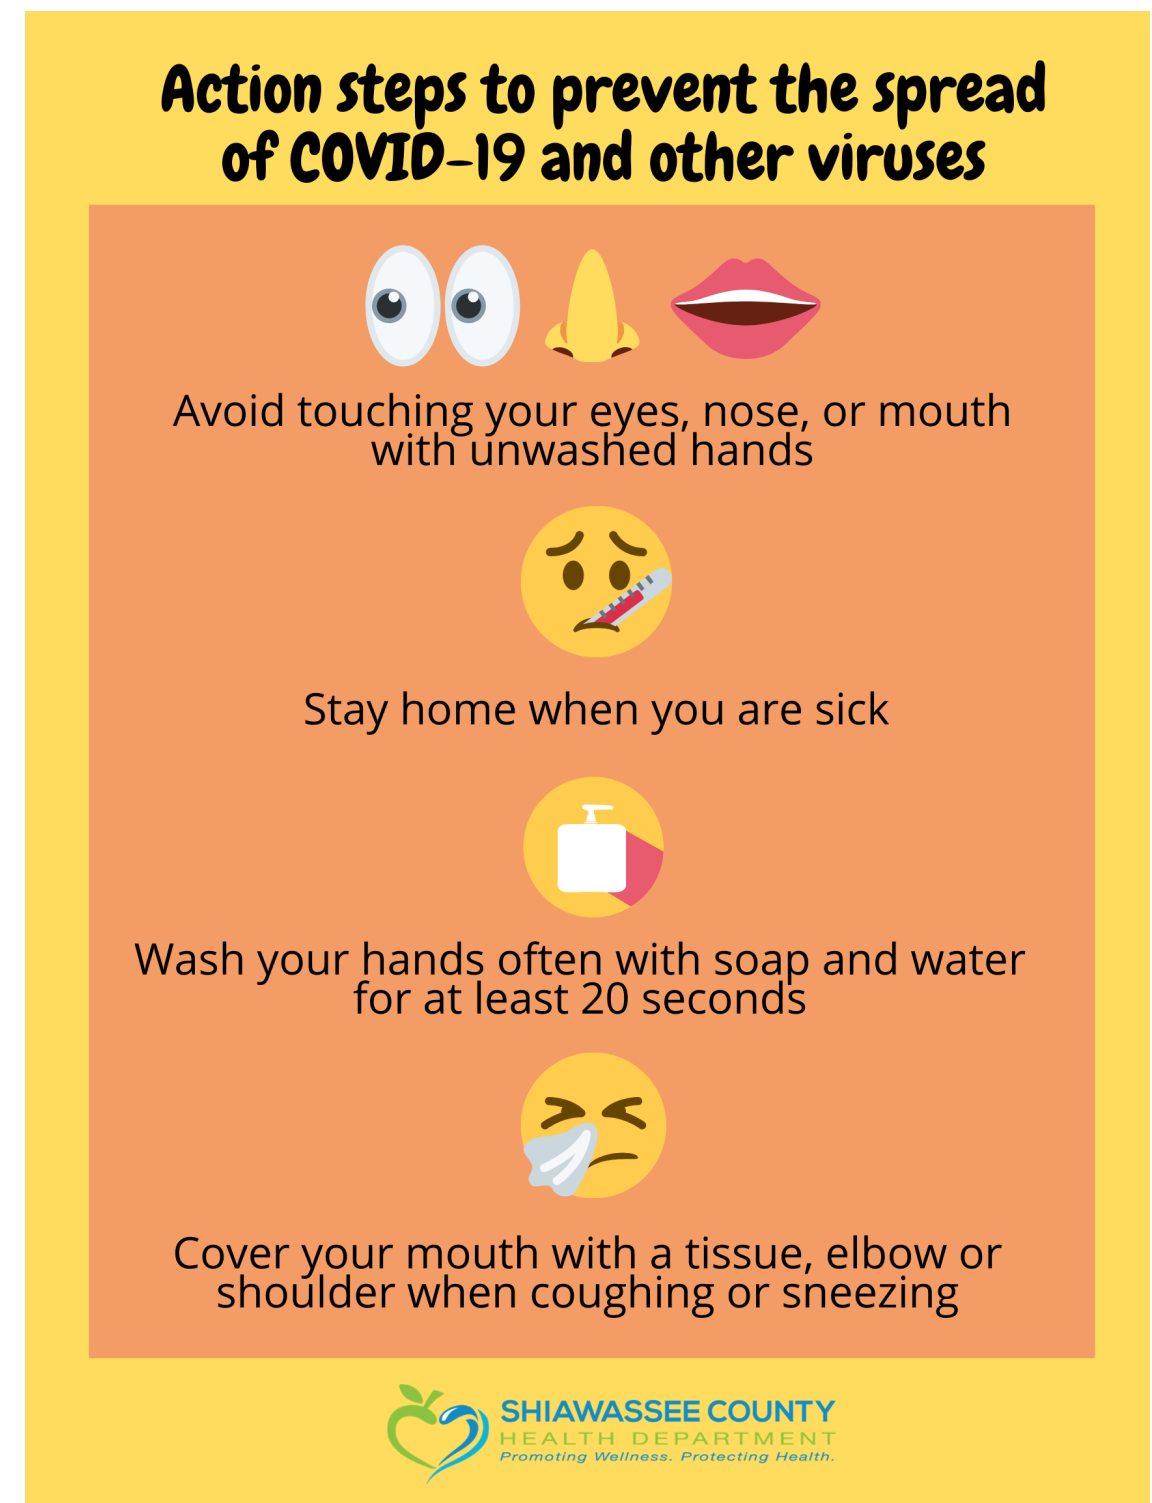 Action steps to prevent the spread
of COVID-19 and other viruses
Avoid touching your eyes, nose, or mouth
with unwashed hands
Stay home when you are sick
Wash your hands often with soap and water
for at least 20 seconds
Cover your mouth with a tissue, elbow or
shoulder when coughing or sneezing
SHIAWASSEE COUNTY
HEALTH DEPARTMENT
Promoting Wellness. Protecting Health.